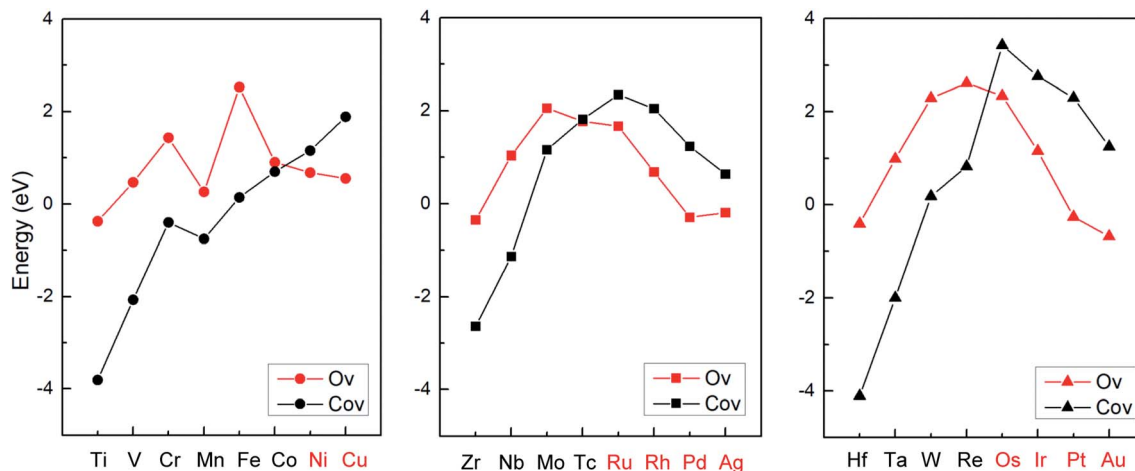 Energy (eV)
4
2
0
-2
-4
Ov
Cov
Ti V Cr Mn Fe Co Ni Cu
4
2
0
-2
-4
Ov
Cov
Zr Nb Mo Tc Ru Rh Pd Ag
4
2
0
-2
-4
Ov
Cov
Hf Ta W Re Os Ir Pt Au